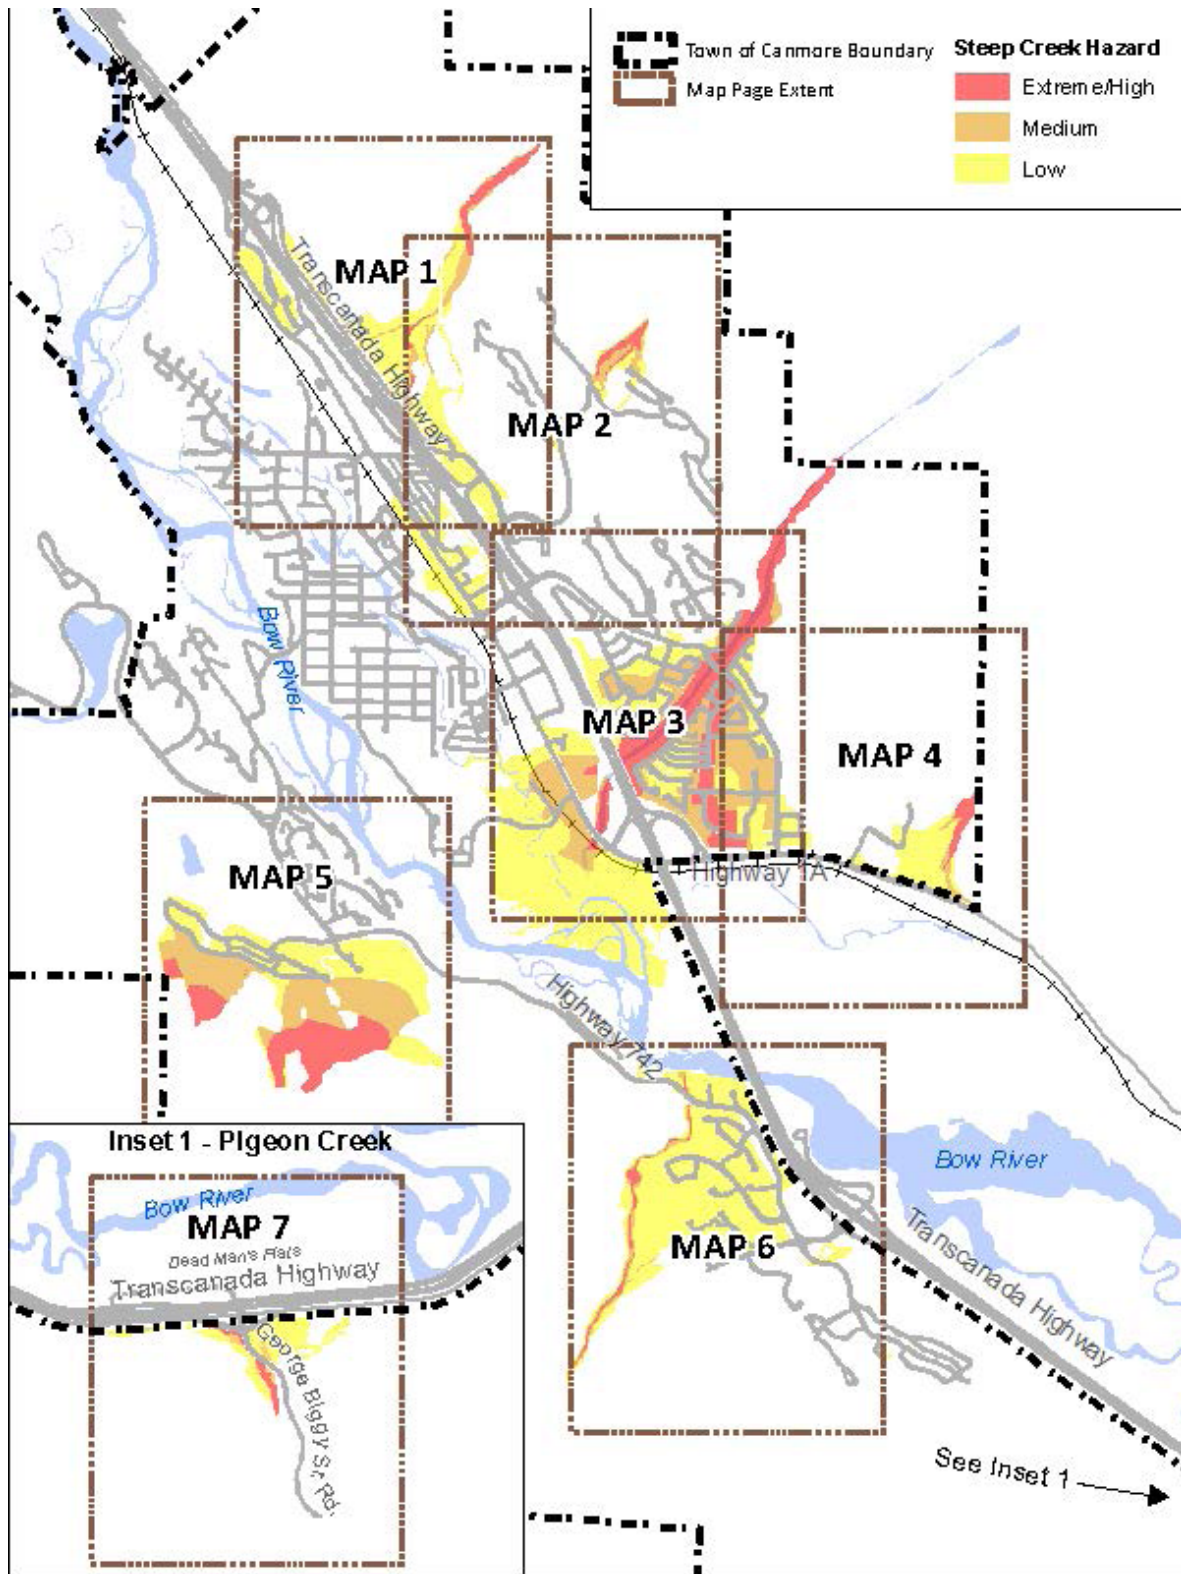 Town of Canmore Boundary
Map Page Extent
Steep Creek Hazard
Extreme/High
Medium
Low
MAP 1
Transcanada Highway
MAP 2
Bow River
MAP 3
MAP 4
Highway 1A
MAP 5
Highway 742
Bow River
MAP 6
Transcanada Highway
See Inset 1
Inset 1 - Pigeon Creek
Bow River
MAP 7
Dead Man's Flats
Transcanada Highway
George Biggy Sr. Rd.